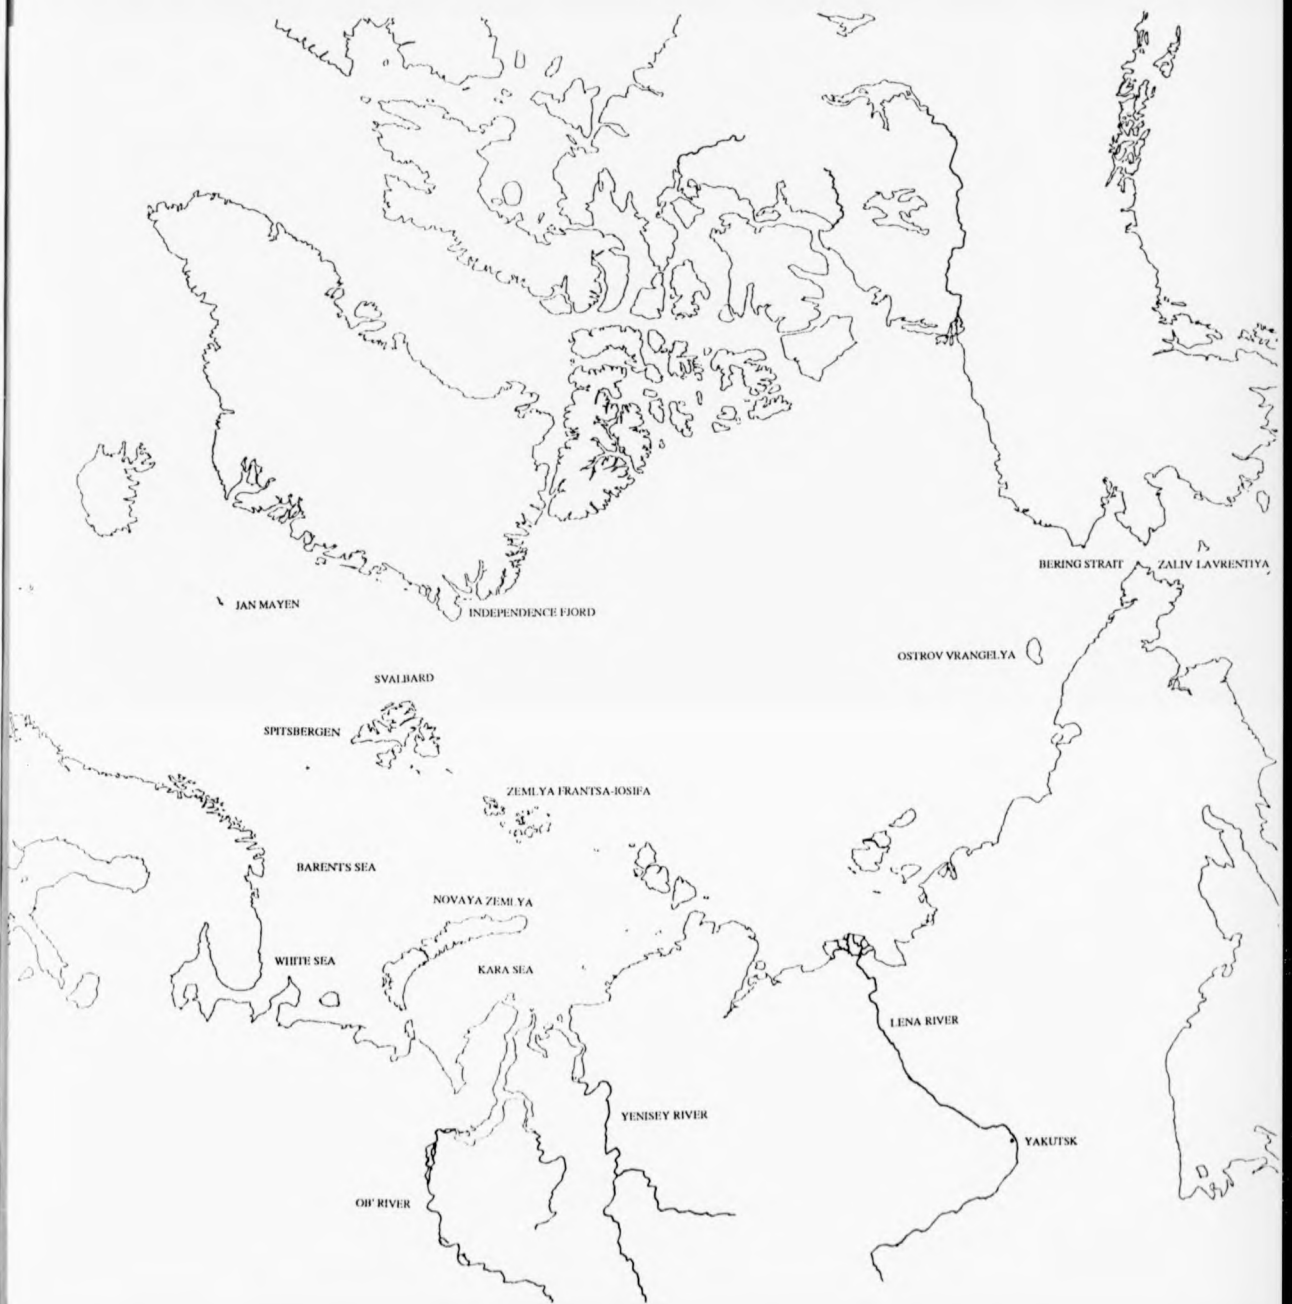 BERING STRAIT
ZALIV LAVRENTIYA
JAN MAYEN
INDEPENDENCE FJORD
OSTROV VRANGELYA
SVALBARD
SPITSBERGEN
ZEMLYA FRANTSA-IOSIFA
BARENTS SEA
NOVAYA ZEMLYA
WHITE SEA
KARA SEA
LENA RIVER
YENISEY RIVER
YAKUTSK
OB' RIVER